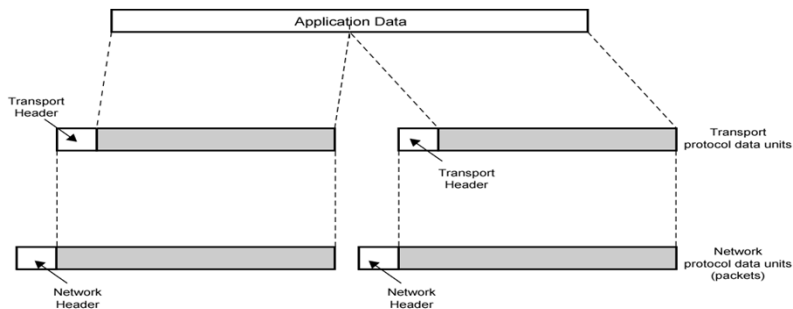 Application Data
Transport
Header
Transport
protocol data units
Transport
Header
Network
protocol data units
(packets)
Network
Header
Network
Header